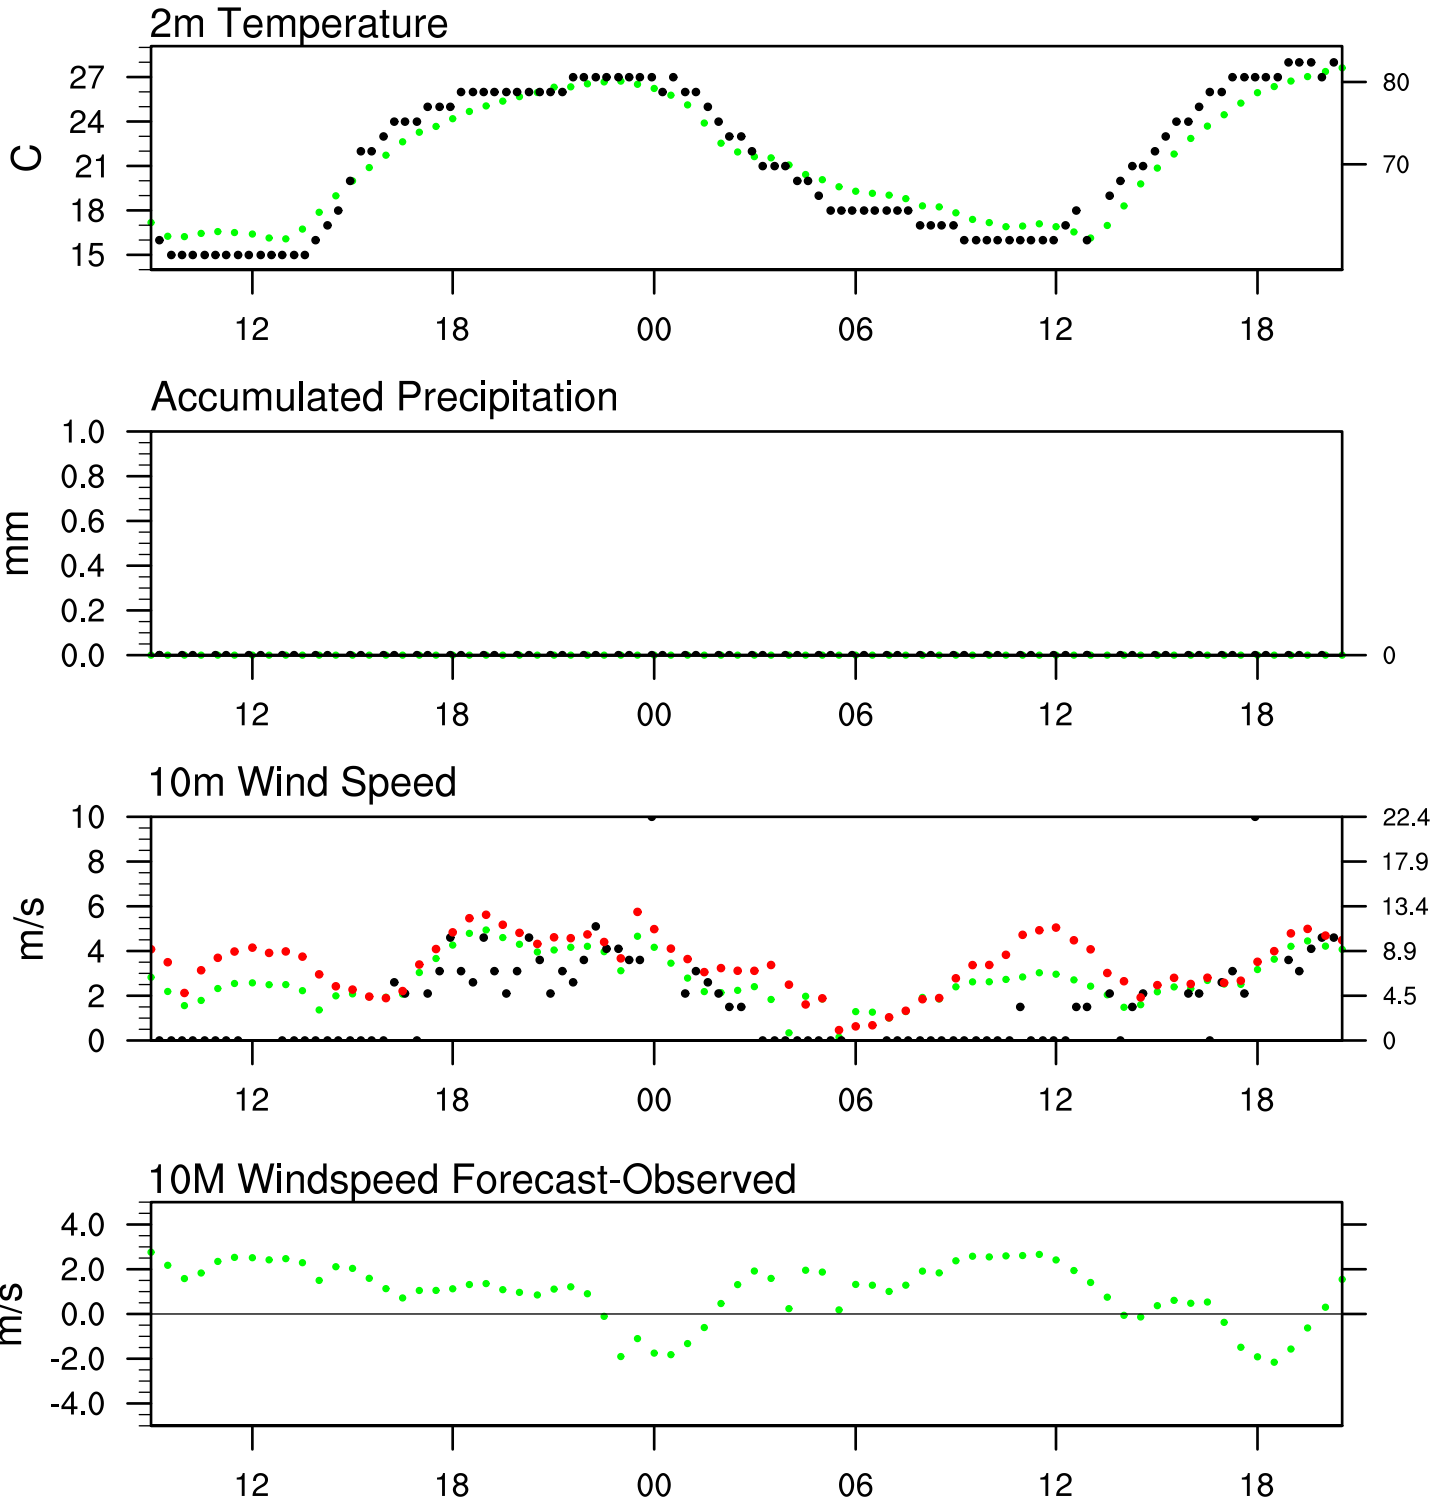 2m Temperature
27
24
21
18
15
C
80
70
12 18 00 06 12 18
Accumulated Precipitation
1.0
0.8
0.6
0.4
0.2
0.0
mm
0
12 18 00 06 12 18
10m Wind Speed
10
8
6
4
2
0
m/s
22.4
17.9
13.4
8.9
4.5
0
12 18 00 06 12 18
10M Windspeed Forecast-Observed
4.0
2.0
0.0
-2.0
-4.0
m/s
12 18 00 06 12 18